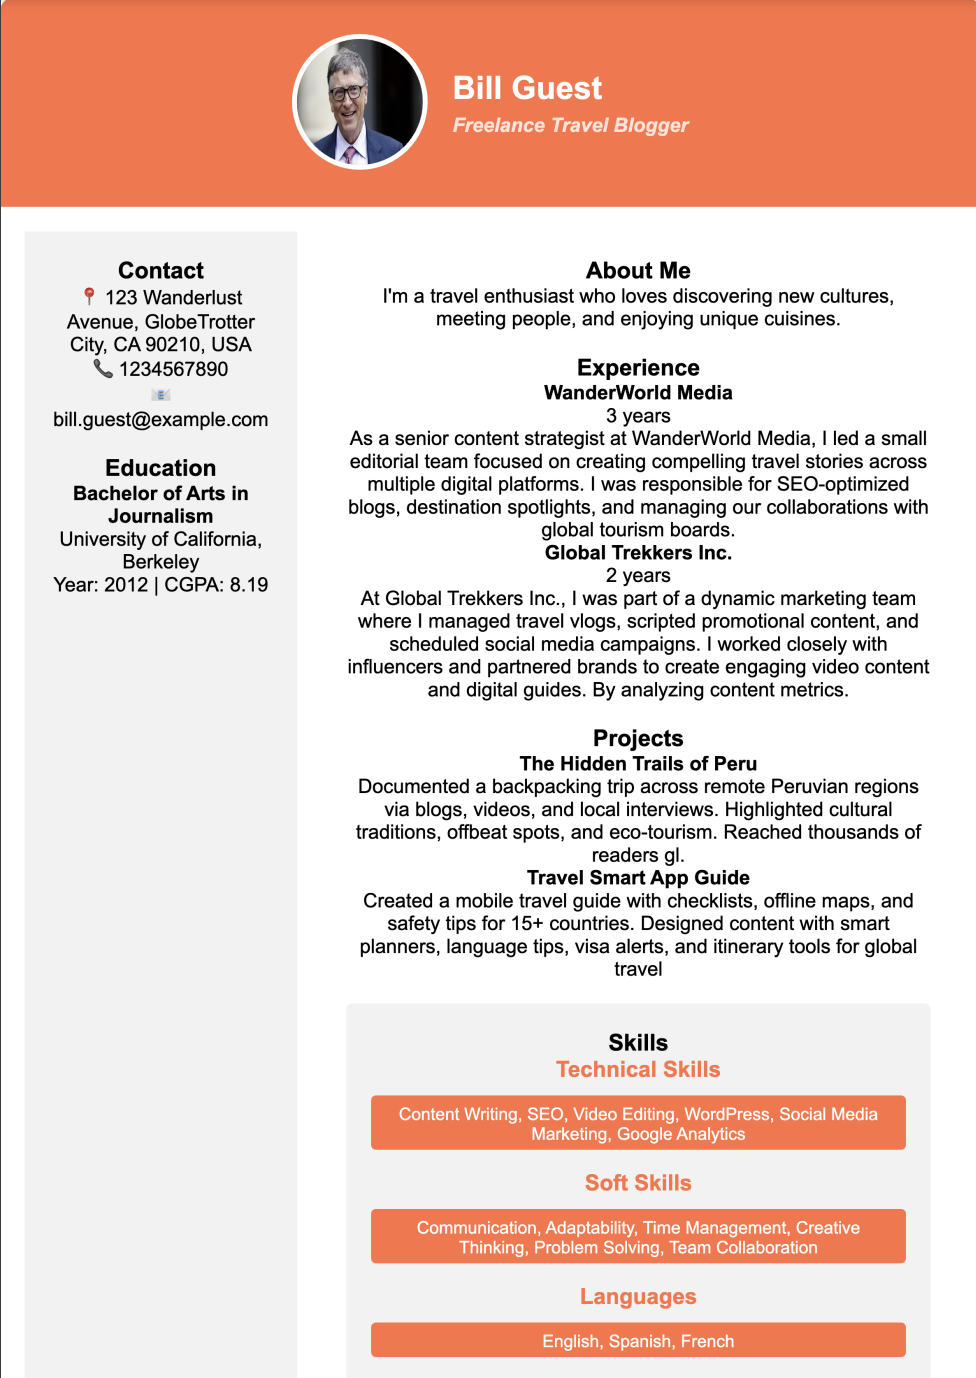 Bill Guest
Freelance Travel Blogger
Contact
📍 123 Wanderlust
Avenue, GlobeTrotter
City, CA 90210, USA
📞 1234567890
📧
bill.guest@example.com
Education
Bachelor of Arts in
Journalism
University of California,
Berkeley
Year: 2012 | CGPA: 8.19
About Me
I'm a travel enthusiast who loves discovering new cultures,
meeting people, and enjoying unique cuisines.
Experience
WanderWorld Media
3 years
As a senior content strategist at WanderWorld Media, I led a small
editorial team focused on creating compelling travel stories across
multiple digital platforms. I was responsible for SEO-optimized
blogs, destination spotlights, and managing our collaborations with
global tourism boards.
Global Trekkers Inc.
2 years
At Global Trekkers Inc., I was part of a dynamic marketing team
where I managed travel vlogs, scripted promotional content, and
scheduled social media campaigns. I worked closely with
influencers and partnered brands to create engaging video content
and digital guides. By analyzing content metrics.
Projects
The Hidden Trails of Peru
Documented a backpacking trip across remote Peruvian regions
via blogs, videos, and local interviews. Highlighted cultural
traditions, offbeat spots, and eco-tourism. Reached thousands of
readers gl.
Travel Smart App Guide
Created a mobile travel guide with checklists, offline maps, and
safety tips for 15+ countries. Designed content with smart
planners, language tips, visa alerts, and itinerary tools for global
travel
Skills
Technical Skills
Content Writing, SEO, Video Editing, WordPress, Social Media
Marketing, Google Analytics
Soft Skills
Communication, Adaptability, Time Management, Creative
Thinking, Problem Solving, Team Collaboration
Languages
English, Spanish, French